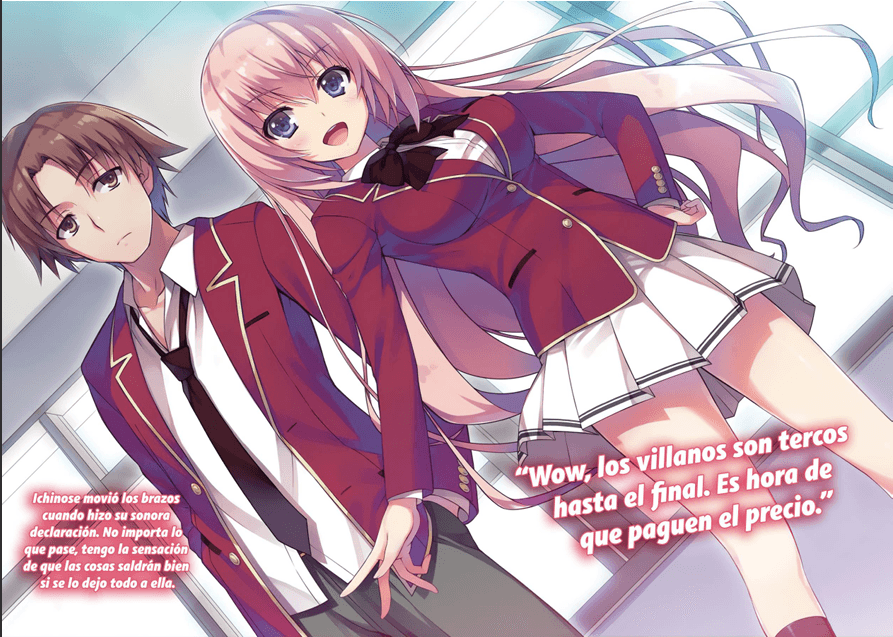 “Wow, los villanos son tercos
hasta el final. Es hora de
que paguen el precio.”
Ichinose movió los brazos
cuando hizo su sonora
declaración. No importa lo
que pase, tengo la sensación
de que las cosas saldrán bien
si se lo dejo todo a ella.